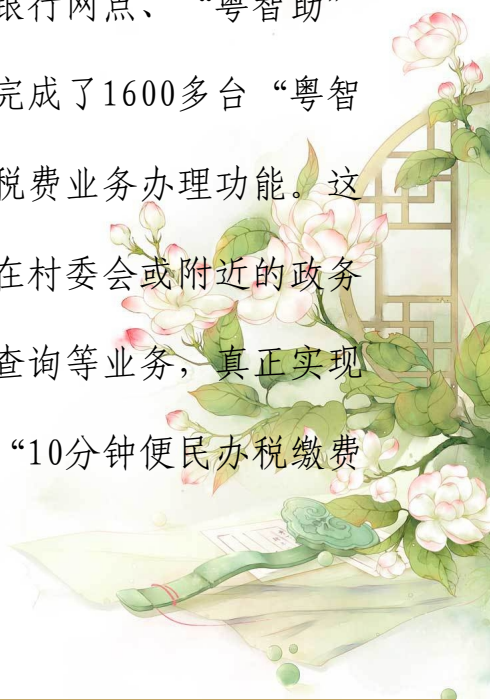 银行网点、“粤智助”
完成了1600多台“粤智
税费业务办理功能。这
在村委会或附近的政务
查询等业务，真正实现
“10分钟便民办税缴费